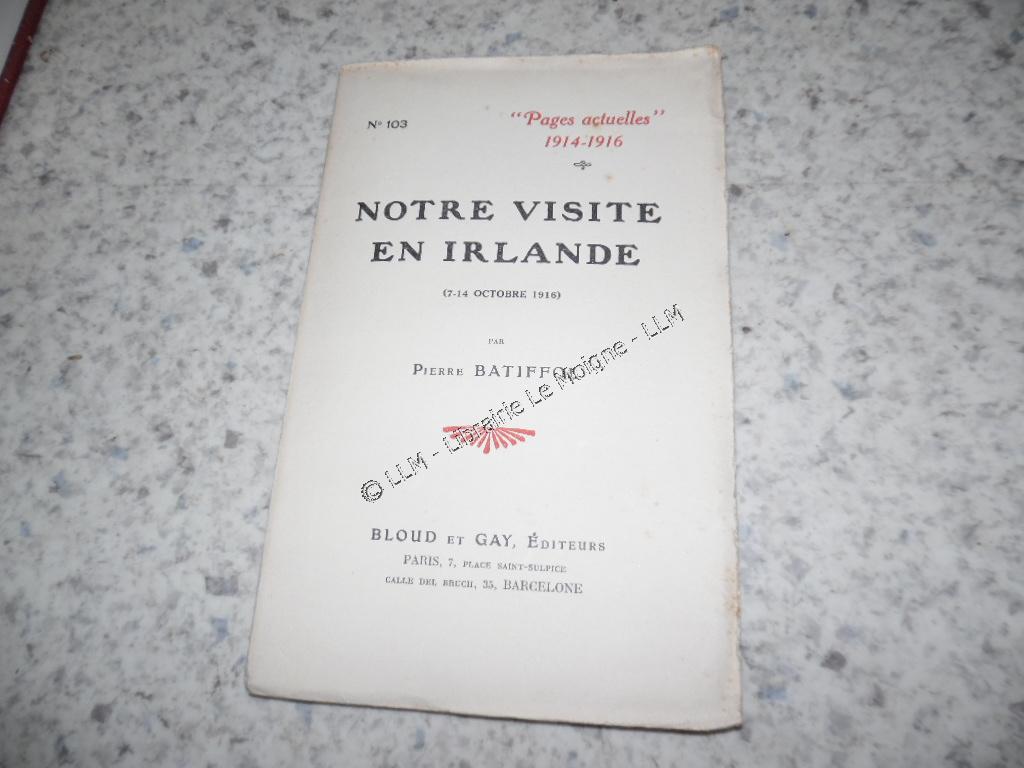 N° 103
"Pages actuelles"
1914-1916
NOTRE VISITE
EN IRLANDE
(7-14 OCTOBRE 1916)
PAR
PIERRE BATIFFOL
© LLM - Librairie Le Moigne - LLM
BLOUD ET GAY, ÉDITEURS
PARIS, 7, PLACE SAINT-SULPICE
CALLE DEL BRUCH, 35, BARCELONE